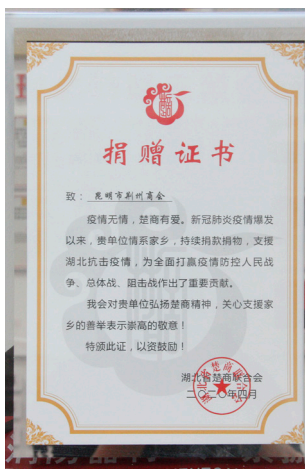 捐赠证书
致：昆明市荆州商会
疫情无情，楚商有爱。新冠肺炎疫情爆发
以来，贵单位情系家乡，持续捐款捐物，支援
湖北抗击疫情，为全面打赢疫情防控人民战
争、总体战、阻击战作出了重要贡献。
我会对贵单位弘扬楚商精神，关心支援家
乡的善举表示崇高的敬意！
特颁此证，以资鼓励！
湖北省楚商联合会
二〇二〇年四月